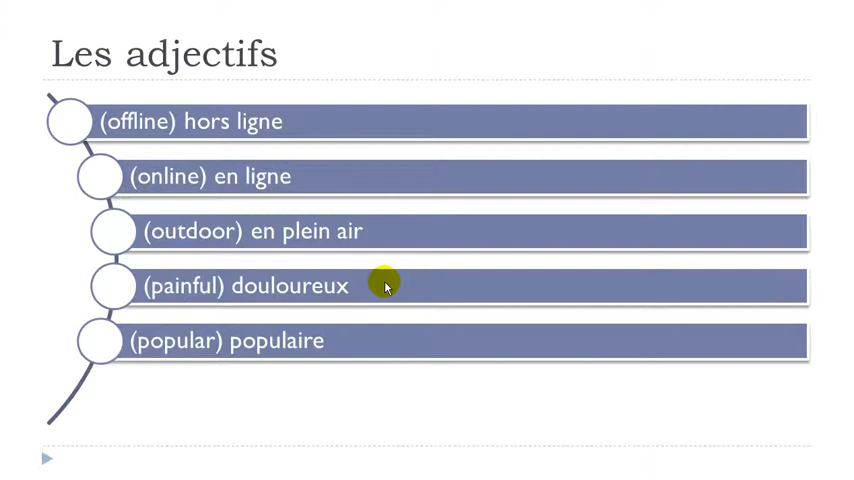 Les adjectifs
(offline) hors ligne
(online) en ligne
(outdoor) en plein air
(painful) douloureux
(popular) populaire